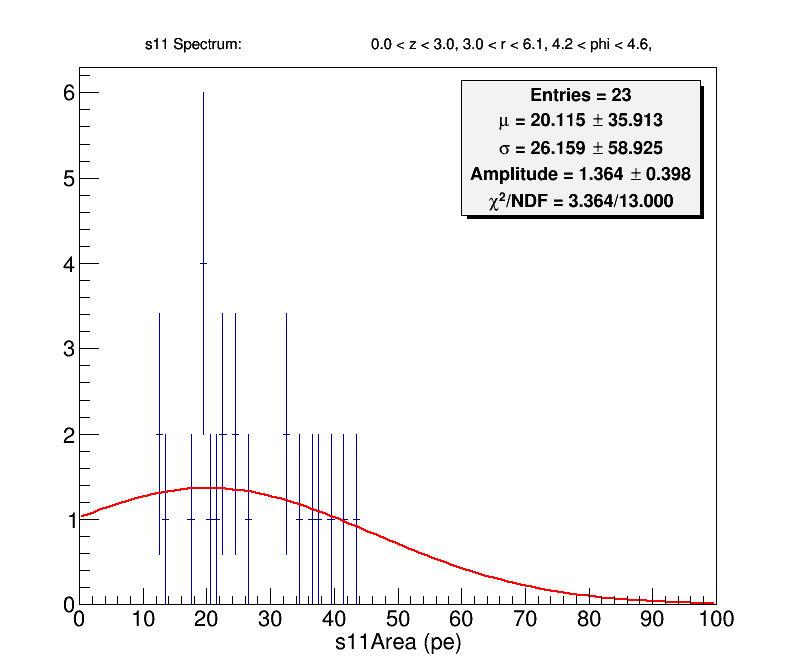 s11 Spectrum: 0.0 < z < 3.0, 3.0 < r < 6.1, 4.2 < phi < 4.6,
Entries = 23
μ = 20.115 ± 35.913
σ = 26.159 ± 58.925
Amplitude = 1.364 ± 0.398
χ²/NDF = 3.364/13.000
6
5
4
3
2
1
0
0 10 20 30 40 50 60 70 80 90 100
s11Area (pe)